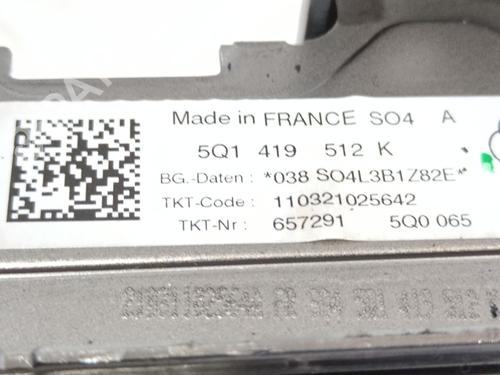 Made in FRANCE SO4 A
5Q1 419 512 K
BG.-Daten : *038 SO4L3B1Z82E*
TKT-Code : 110321025642
TKT-Nr : 657291 5Q0 065